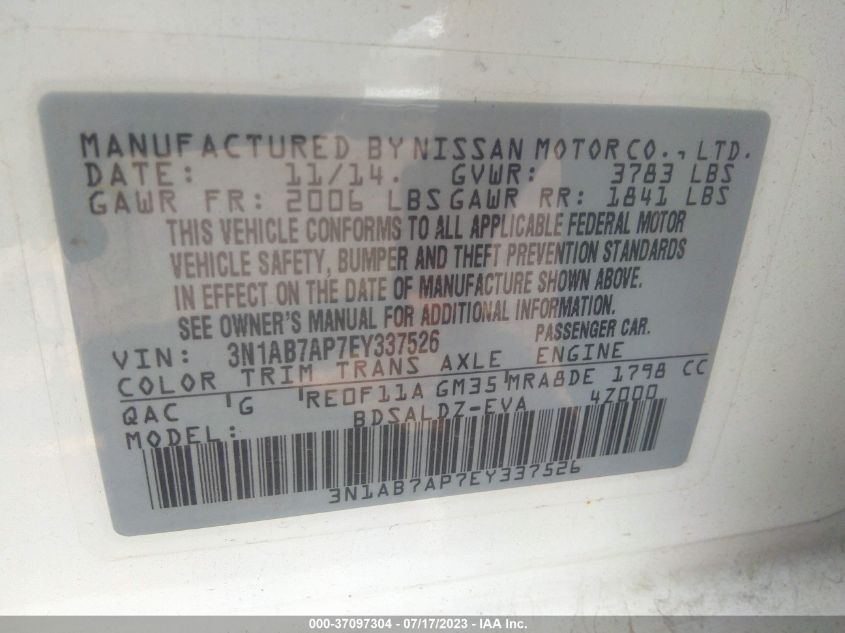 MANUFACTURED BY NISSAN MOTOR CO., LTD.
DATE: 11/14. GVWR: 3783 LBS
GAWR FR: 2006 LBS GAWR RR: 1841 LBS
THIS VEHICLE CONFORMS TO ALL APPLICABLE FEDERAL MOTOR
VEHICLE SAFETY, BUMPER AND THEFT PREVENTION STANDARDS
IN EFFECT ON THE DATE OF MANUFACTURE SHOWN ABOVE.
SEE OWNER'S MANUAL FOR ADDITIONAL INFORMATION.
VIN: 3N1AB7AP7EY337526 PASSENGER CAR.
COLOR TRIM TRANS AXLE ENGINE
QAC G RE0F11A GM35 MRA8DE 1798 CC
MODEL: BDSALDZ-EVA 4Z000
3N1AB7AP7EY337526
000-37097304 - 07/17/2023 - IAA Inc.